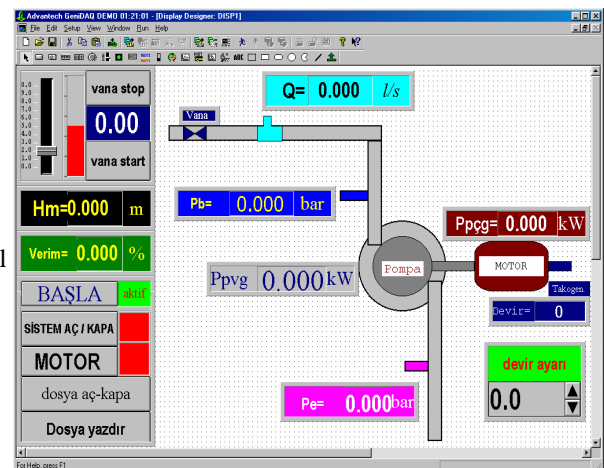 Advantech GeniDAQ DEMO 01:21:01 - [Display Designer: DISP1]
File Edit Setup View Window Run Help
ABC
vana stop
0.00
vana start
Q= 0.000 l/s
Vana
Hm=0.000 m
Pb= 0.000 bar
Ppçg= 0.000 kW
l
Verim= 0.000 %
Ppvg 0.000 kW
Pompa
MOTOR
Takogen.
BAŞLA aktif
Devir= 0
SİSTEM AÇ / KAPA
MOTOR
devir ayarı
dosya aç-kapa
0.0
Pe= 0.000 bar
Dosya yazdır
For Help, press F1